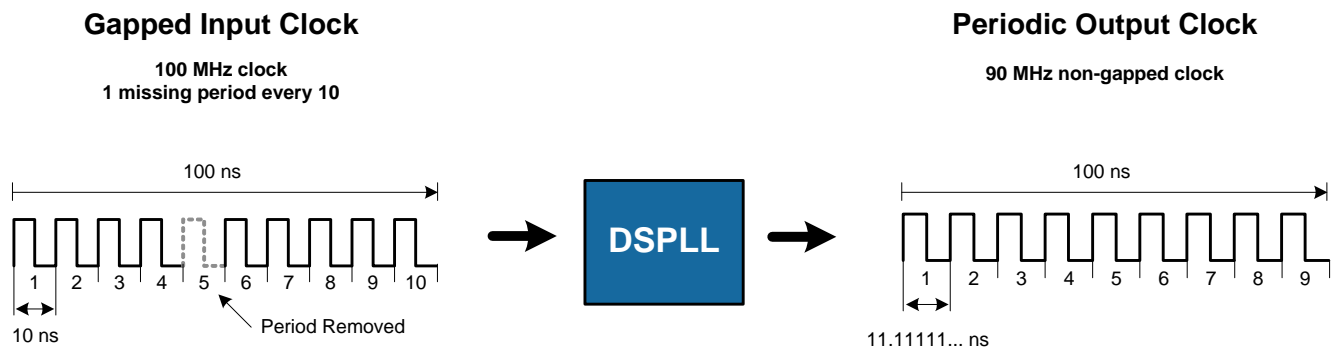 Gapped Input Clock
100 MHz clock
1 missing period every 10
100 ns
1 2 3 4 5 6 7 8 9 10
10 ns
Period Removed
DSPLL
Periodic Output Clock
90 MHz non-gapped clock
100 ns
1 2 3 4 5 6 7 8 9
11.11111... ns